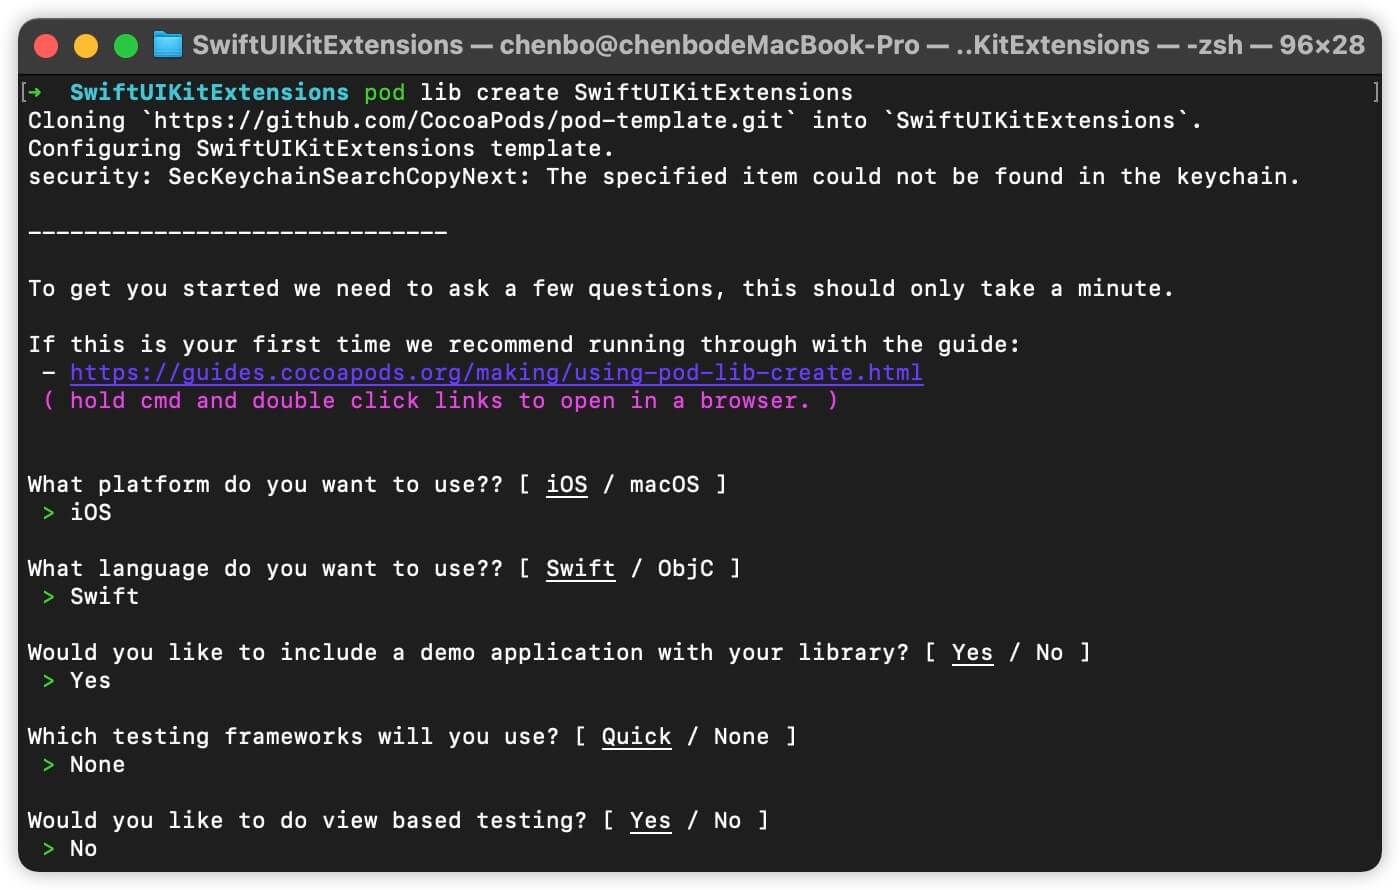 SwiftUIKitExtensions — chenbo@chenbodeMacBook-Pro — ..KitExtensions — -zsh — 96×28
[➜  SwiftUIKitExtensions pod lib create SwiftUIKitExtensions ]
Cloning `https://github.com/CocoaPods/pod-template.git` into `SwiftUIKitExtensions`.
Configuring SwiftUIKitExtensions template.
security: SecKeychainSearchCopyNext: The specified item could not be found in the keychain.
------------------------------
To get you started we need to ask a few questions, this should only take a minute.
If this is your first time we recommend running through with the guide:
- https://guides.cocoapods.org/making/using-pod-lib-create.html
( hold cmd and double click links to open in a browser. )
What platform do you want to use?? [ iOS / macOS ]
> iOS
What language do you want to use?? [ Swift / ObjC ]
> Swift
Would you like to include a demo application with your library? [ Yes / No ]
> Yes
Which testing frameworks will you use? [ Quick / None ]
> None
Would you like to do view based testing? [ Yes / No ]
> No